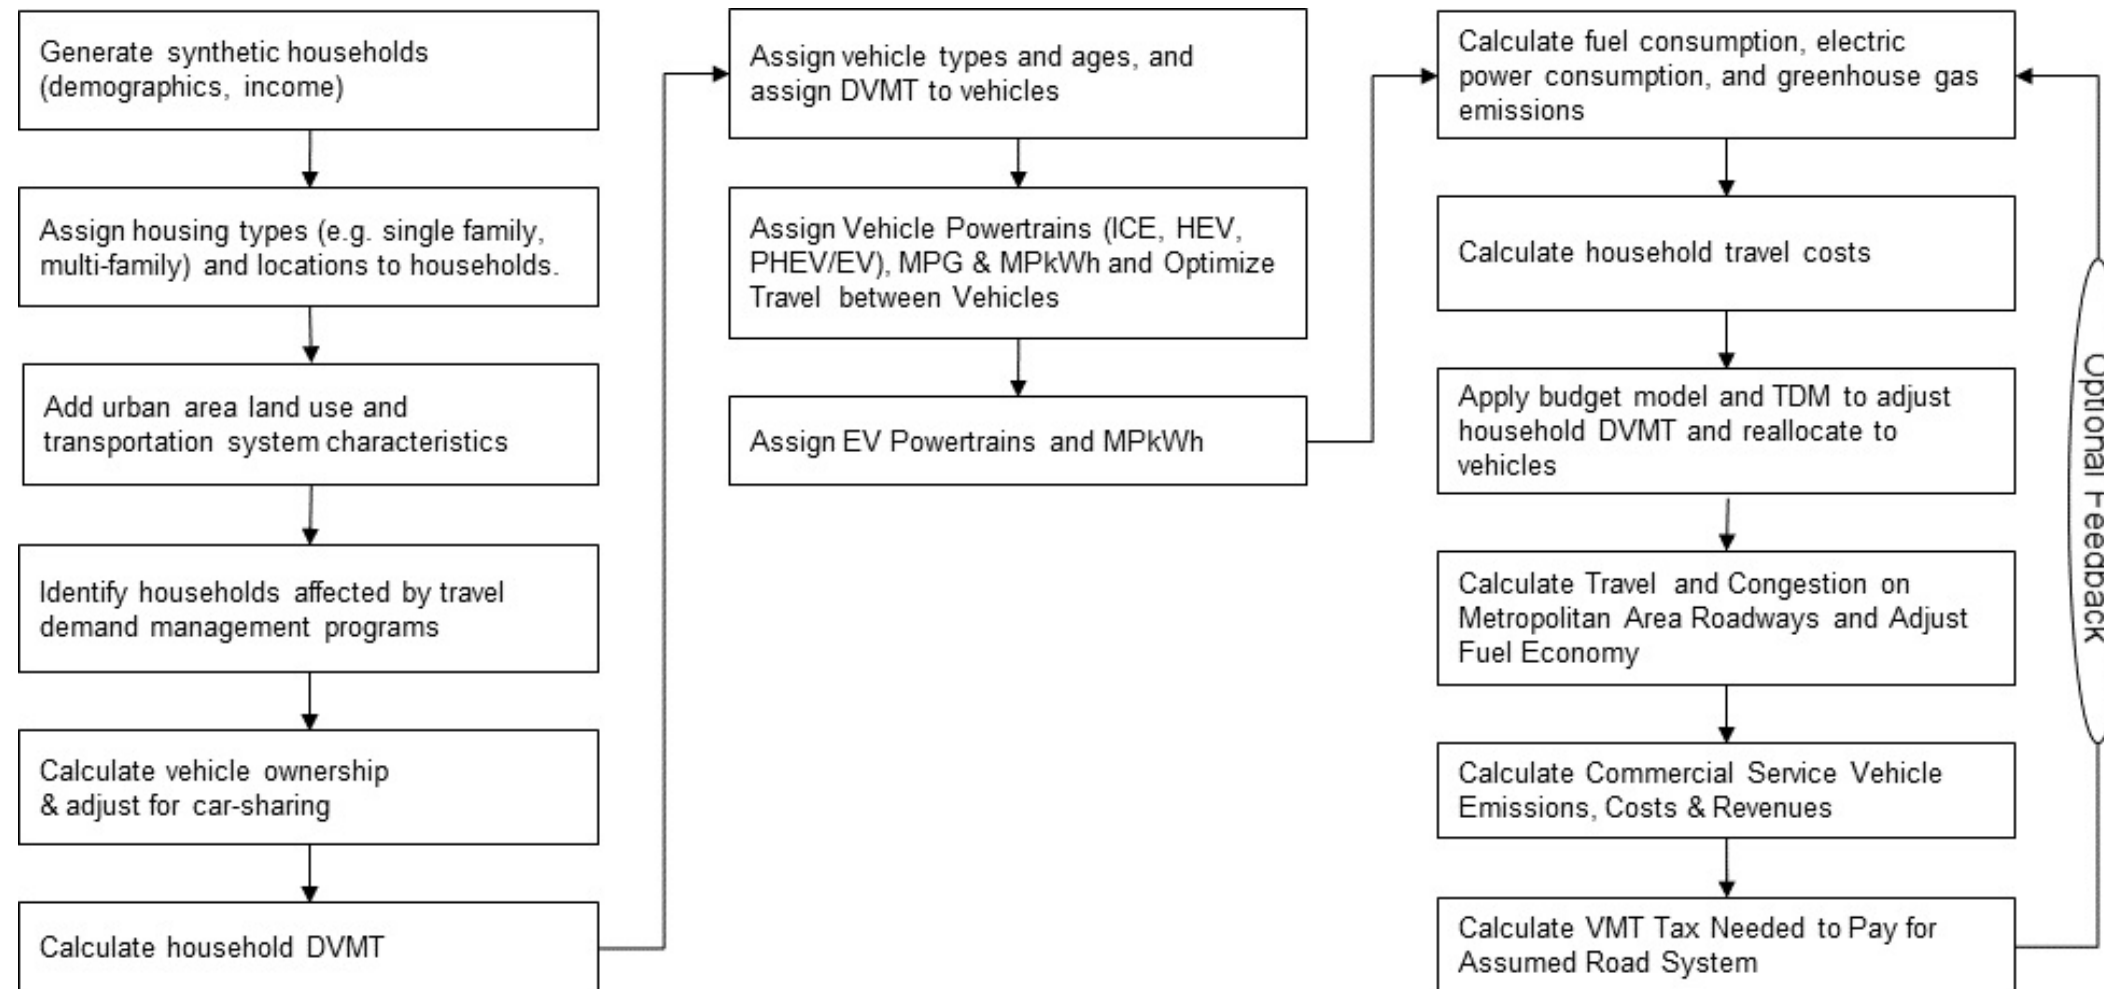 Generate synthetic households
(demographics, income)
Assign housing types (e.g. single family,
multi-family) and locations to households.
Add urban area land use and
transportation system characteristics
Identify households affected by travel
demand management programs
Calculate vehicle ownership
& adjust for car-sharing
Calculate household DVMT
Assign vehicle types and ages, and
assign DVMT to vehicles
Assign Vehicle Powertrains (ICE, HEV,
PHEV/EV), MPG & MPkWh and Optimize
Travel between Vehicles
Assign EV Powertrains and MPkWh
Calculate fuel consumption, electric
power consumption, and greenhouse gas
emissions
Calculate household travel costs
Apply budget model and TDM to adjust
household DVMT and reallocate to
vehicles
Calculate Travel and Congestion on
Metropolitan Area Roadways and Adjust
Fuel Economy
Calculate Commercial Service Vehicle
Emissions, Costs & Revenues
Calculate VMT Tax Needed to Pay for
Assumed Road System
Optional Feedback